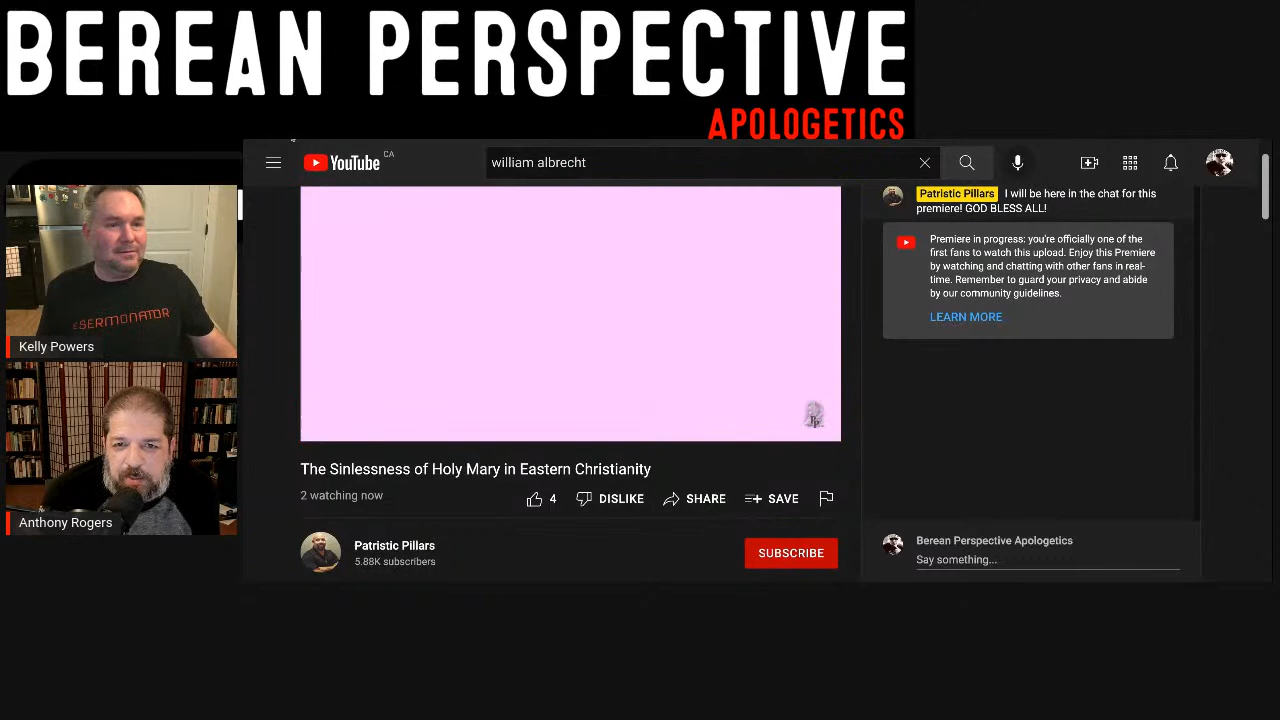 BEREAN PERSPECTIVE
APOLOGETICS
YouTube
CA
william albrecht
Patristic Pillars I will be here in the chat for this
premiere! GOD BLESS ALL!
Premiere in progress: you're officially one of the
first fans to watch this upload. Enjoy this Premiere
by watching and chatting with other fans in real-
time. Remember to guard your privacy and abide
by our community guidelines.
LEARN MORE
SERMONATOR
Kelly Powers
Anthony Rogers
The Sinlessness of Holy Mary in Eastern Christianity
2 watching now
4
DISLIKE
SHARE
SAVE
Patristic Pillars
5.88K subscribers
SUBSCRIBE
Berean Perspective Apologetics
Say something...